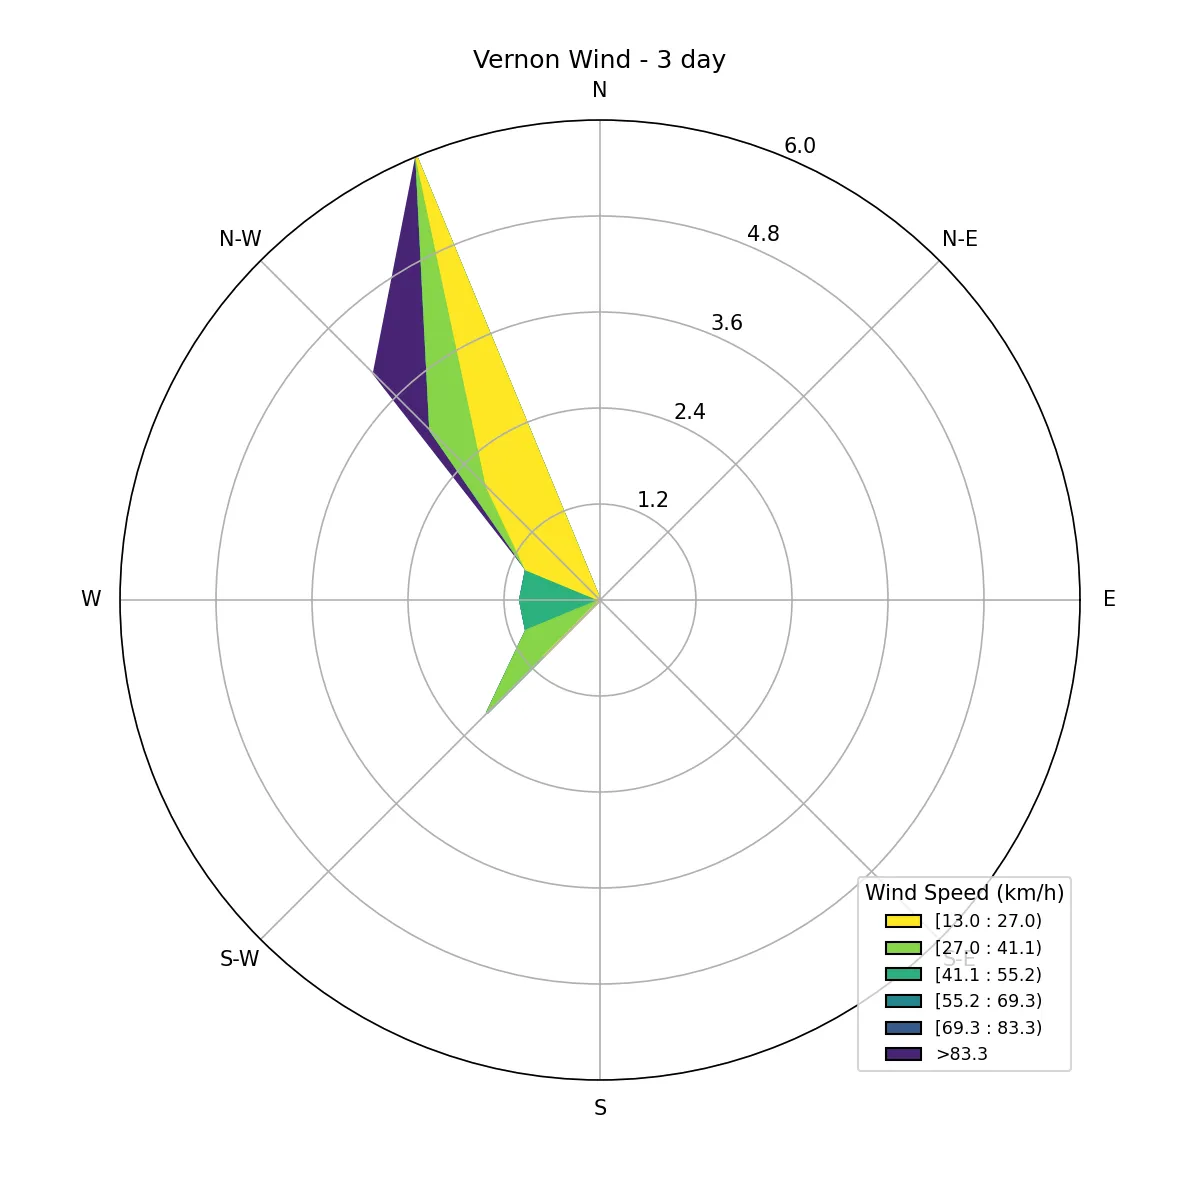 Vernon Wind - 3 day
N
6.0
N-W
N-E
4.8
3.6
2.4
1.2
W
E
S-W
S-E
S
Wind Speed (km/h)
[13.0 : 27.0)
[27.0 : 41.1)
[41.1 : 55.2)
[55.2 : 69.3)
[69.3 : 83.3)
>83.3